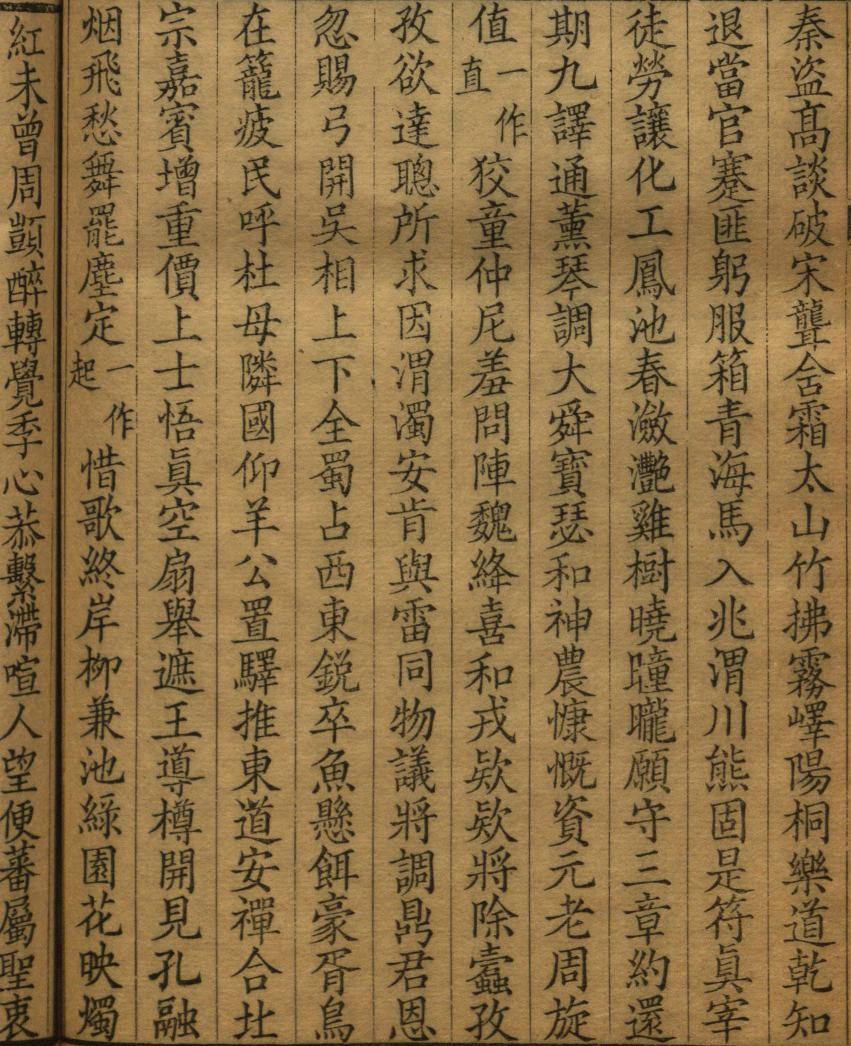 秦盜髙談破宋聾含霜太山竹拂霧嶧陽桐樂道乾知
退當官蹇匪躬服箱青海馬入兆渭川熊固是符眞宰
徒勞讓化工鳳池春瀲灔雞樹曉曈曨願守三章約還
期九譯通薰琴調大舜寶瑟和神農慷慨資元老周旋
值一作直狡童仲尼羞問陣魏絳喜和戎欵欵將除蠧孜
孜欲達聰所求因渭濁安肯與雷同物議將調鼎君恩
忽賜弓開吳相上下全蜀占西東鋭卒魚懸餌豪胥鳥
在籠疲民呼杜母隣國仰羊公置驛推東道安禪合北
宗嘉賓增重價上士悟眞空扇舉遮王導樽開見孔融
烟飛愁舞罷塵定一作起惜歌終岸栁兼池緑園花映燭
紅未曾周顗醉轉覺季心恭繫滯喧人望便蕃屬聖衷